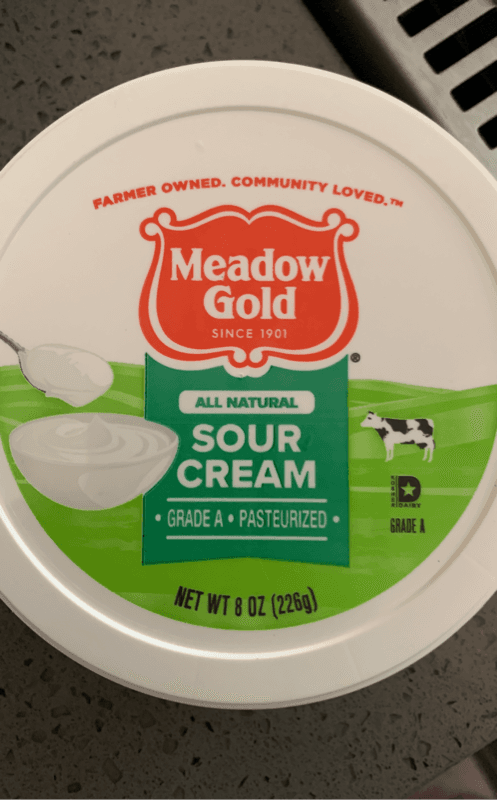 FARMER OWNED. COMMUNITY LOVED.™
Meadow
Gold
SINCE 1901
®
ALL NATURAL
SOUR
CREAM
• GRADE A • PASTEURIZED •
NET WT 8 OZ (226g)
D
DAIRY
GRADE A